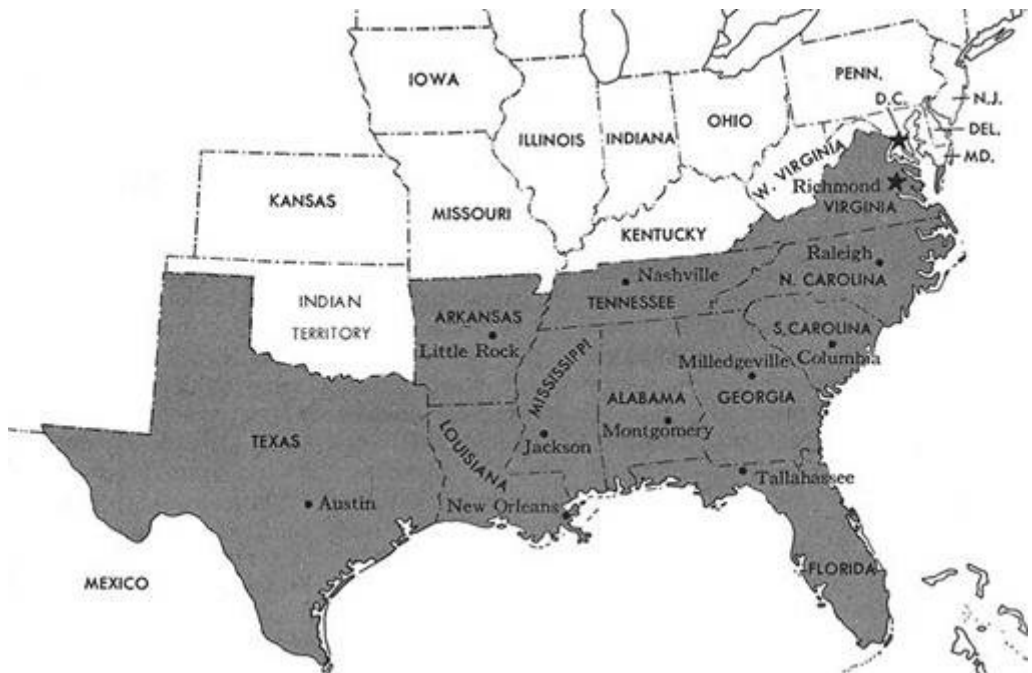 IOWA
PENN.
D.C.
N.J.
ILLINOIS
INDIANA
OHIO
DEL.
MD.
W. VIRGINIA
KANSAS
MISSOURI
Richmond
VIRGINIA
KENTUCKY
Raleigh
N. CAROLINA
Nashville
TENNESSEE
INDIAN
TERRITORY
ARKANSAS
Little Rock
S. CAROLINA
Columbia
MISSISSIPPI
Milledgeville
GEORGIA
ALABAMA
Montgomery
TEXAS
LOUISIANA
Jackson
Tallahassee
Austin
New Orleans
FLORIDA
MEXICO